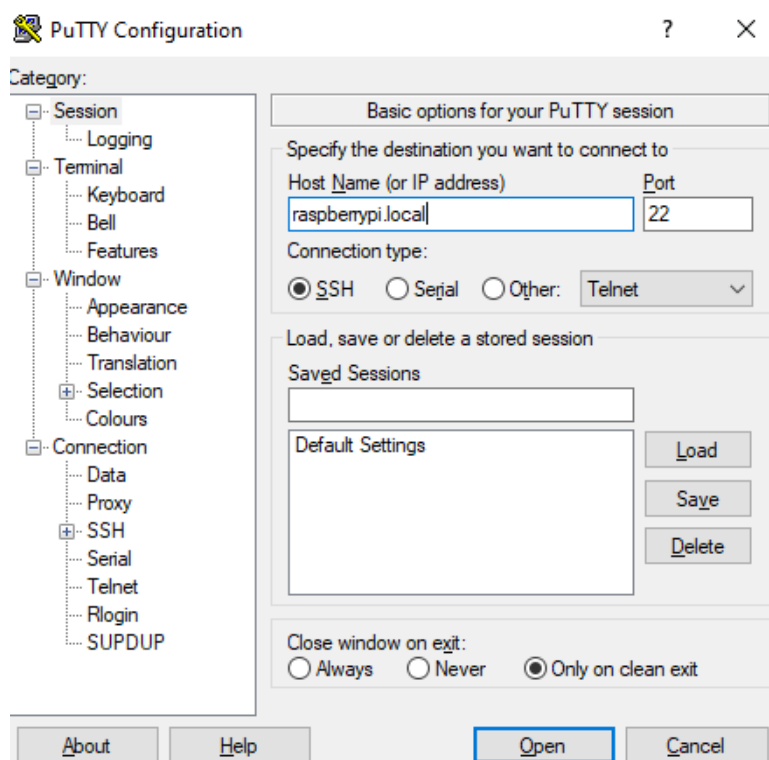 PuTTY Configuration
?
Category:
Session
Logging
Terminal
Keyboard
Bell
Features
Window
Appearance
Behaviour
Translation
Selection
Colours
Connection
Data
Proxy
SSH
Serial
Telnet
Rlogin
SUPDUP
Basic options for your PuTTY session
Specify the destination you want to connect to
Host Name (or IP address) Port
raspberrypi.local 22
Connection type:
SSH Serial Other: Telnet
Load, save or delete a stored session
Saved Sessions
Default Settings
Load
Save
Delete
Close window on exit:
Always Never Only on clean exit
About Help Open Cancel